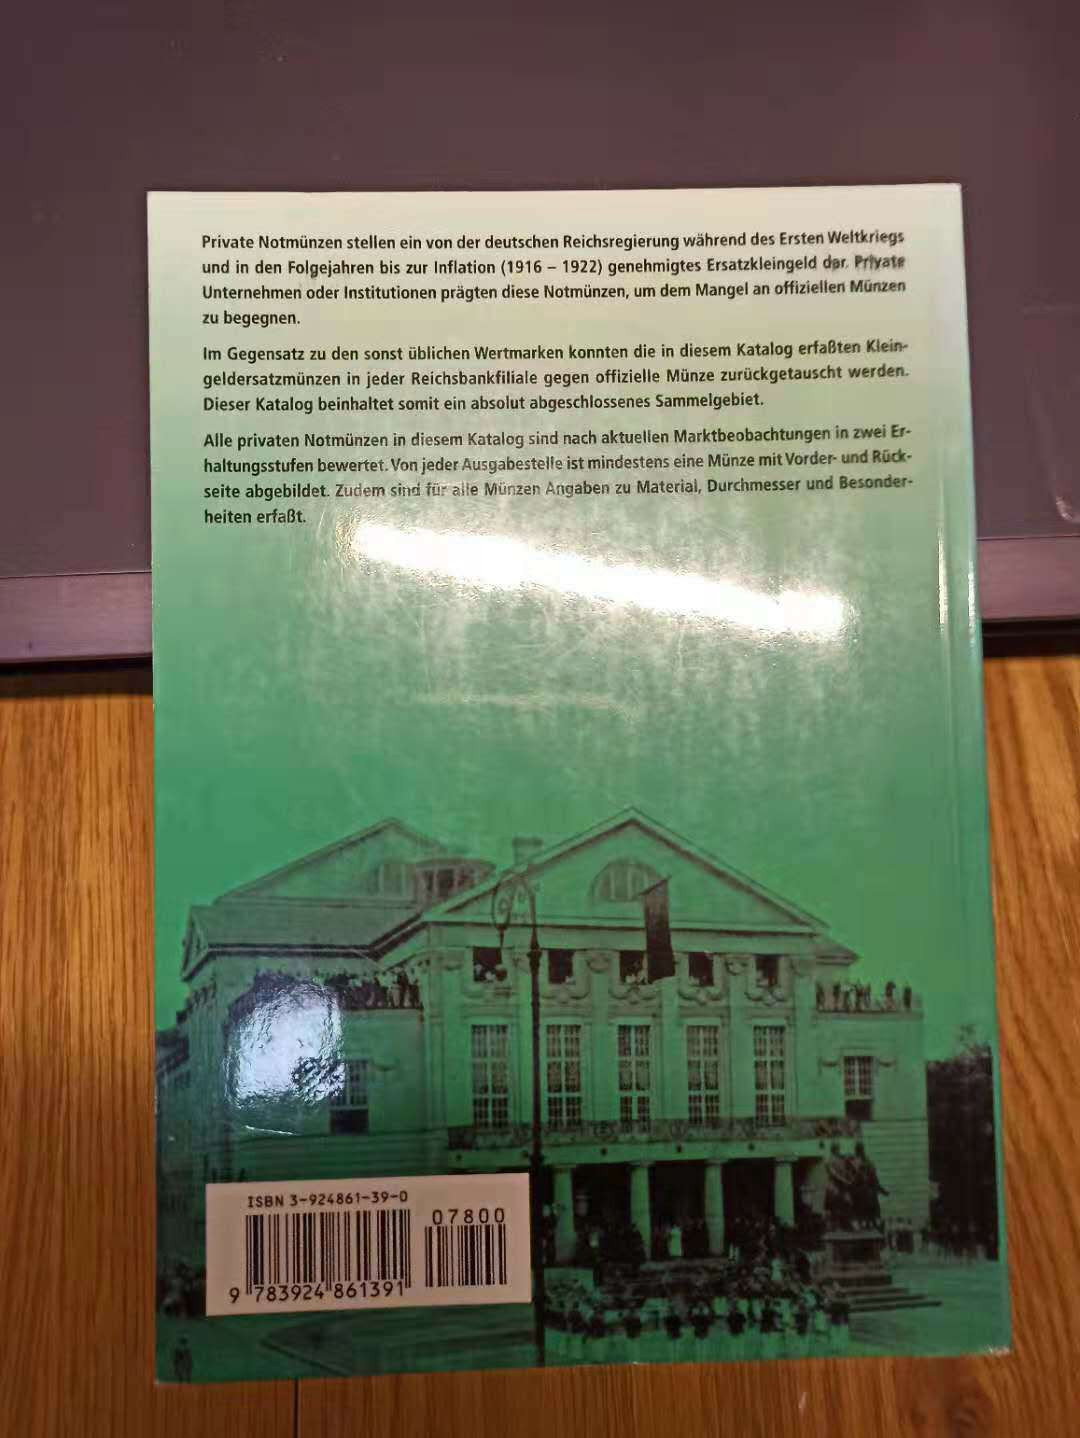 Private Notmünzen stellen ein von der deutschen Reichsregierung während des Ersten Weltkriegs
und in den Folgejahren bis zur Inflation (1916 – 1922) genehmigtes Ersatzkleingeld dar. Private
Unternehmen oder Institutionen prägten diese Notmünzen, um dem Mangel an offiziellen Münzen
zu begegnen.
Im Gegensatz zu den sonst üblichen Wertmarken konnten die in diesem Katalog erfaßten Klein-
geldersatzmünzen in jeder Reichsbankfiliale gegen offizielle Münze zurückgetauscht werden.
Dieser Katalog beinhaltet somit ein absolut abgeschlossenes Sammelgebiet.
Alle privaten Notmünzen in diesem Katalog sind nach aktuellen Marktbeobachtungen in zwei Er-
haltungsstufen bewertet. Von jeder Ausgabestelle ist mindestens eine Münze mit Vorder- und Rück-
seite abgebildet. Zudem sind für alle Münzen Angaben zu Material, Durchmesser und Besonder-
heiten erfaßt.
ISBN 3-924861-39-0
07800
9 783924 861391